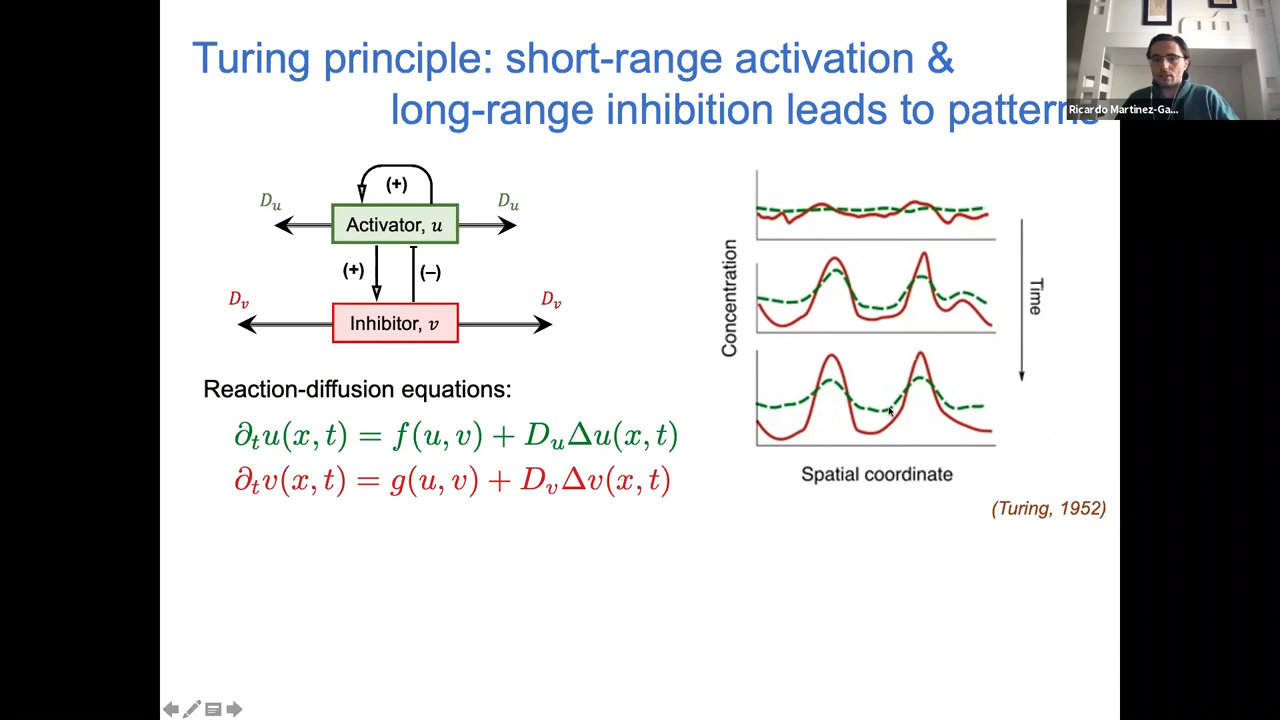 Turing principle: short-range activation &
long-range inhibition leads to patterns
Ricardo Martinez-Ga...
(+)
D_u
D_u
Activator, u
(+)
(–)
D_v
D_v
Inhibitor, v
Reaction-diffusion equations:
∂_t u(x, t) = f(u, v) + D_u Δu(x, t)
∂_t v(x, t) = g(u, v) + D_v Δv(x, t)
Concentration
Time
Spatial coordinate
(Turing, 1952)